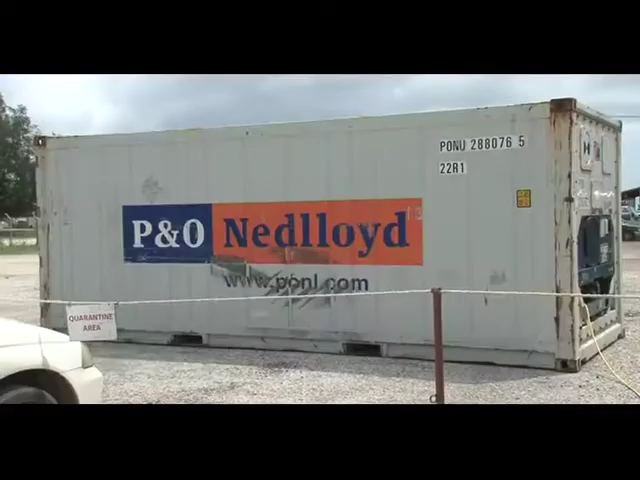 PONU 288076 5
22R1
P&O Nedlloyd
www.ponl.com
QUARANTINE
AREA